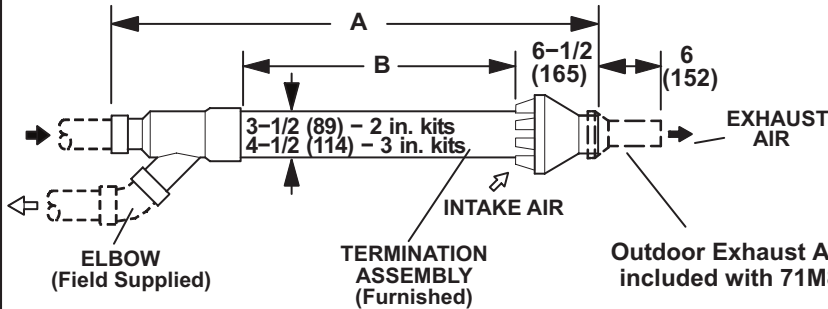 A
B
6−1/2
(165)
6
(152)
3−1/2 (89) − 2 in. kits
4−1/2 (114) − 3 in. kits
EXHAUST
AIR
INTAKE AIR
ELBOW
(Field Supplied)
TERMINATION
ASSEMBLY
(Furnished)
Outdoor Exhaust
included with